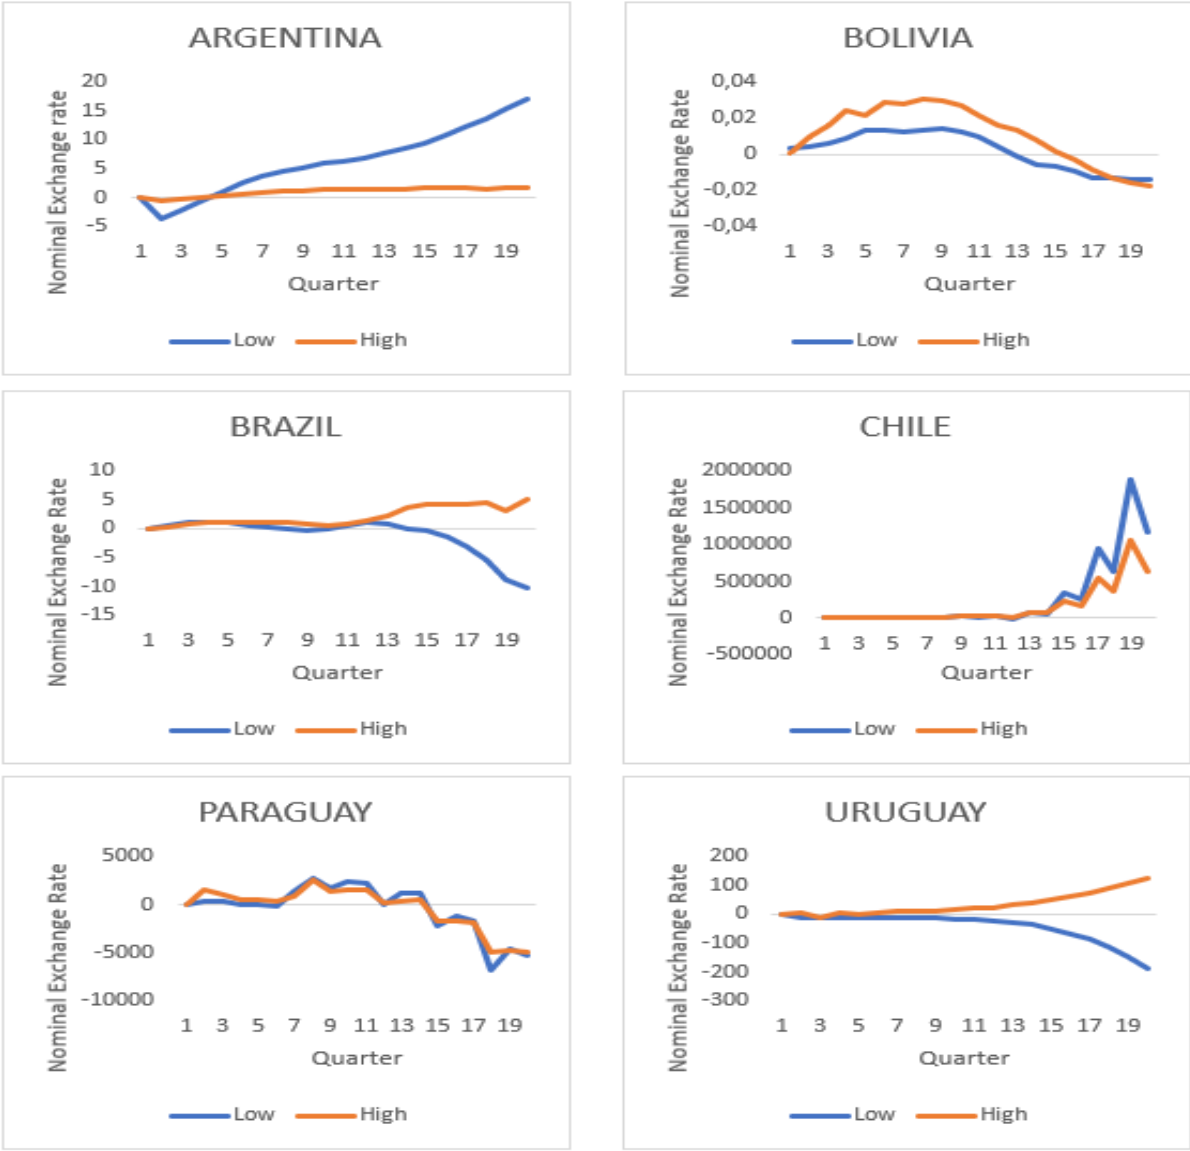 ARGENTINA
Nominal Exchange rate
20
15
10
5
0
-5
1 3 5 7 9 11 13 15 17 19
Quarter
Low High
BOLIVIA
Nominal Exchange Rate
0,04
0,02
0
-0,02
-0,04
1 3 5 7 9 11 13 15 17 19
Quarter
Low High
BRAZIL
Nominal Exchange Rate
10
5
0
-5
-10
-15
1 3 5 7 9 11 13 15 17 19
Quarter
Low High
CHILE
Nominal Exchange Rate
2000000
1500000
1000000
500000
0
-500000
1 3 5 7 9 11 13 15 17 19
Quarter
Low High
PARAGUAY
Nominal Exchange Rate
5000
0
-5000
-10000
1 3 5 7 9 11 13 15 17 19
Quarter
Low High
URUGUAY
Nominal Exchange Rate
200
100
0
-100
-200
-300
1 3 5 7 9 11 13 15 17 19
Quarter
Low High